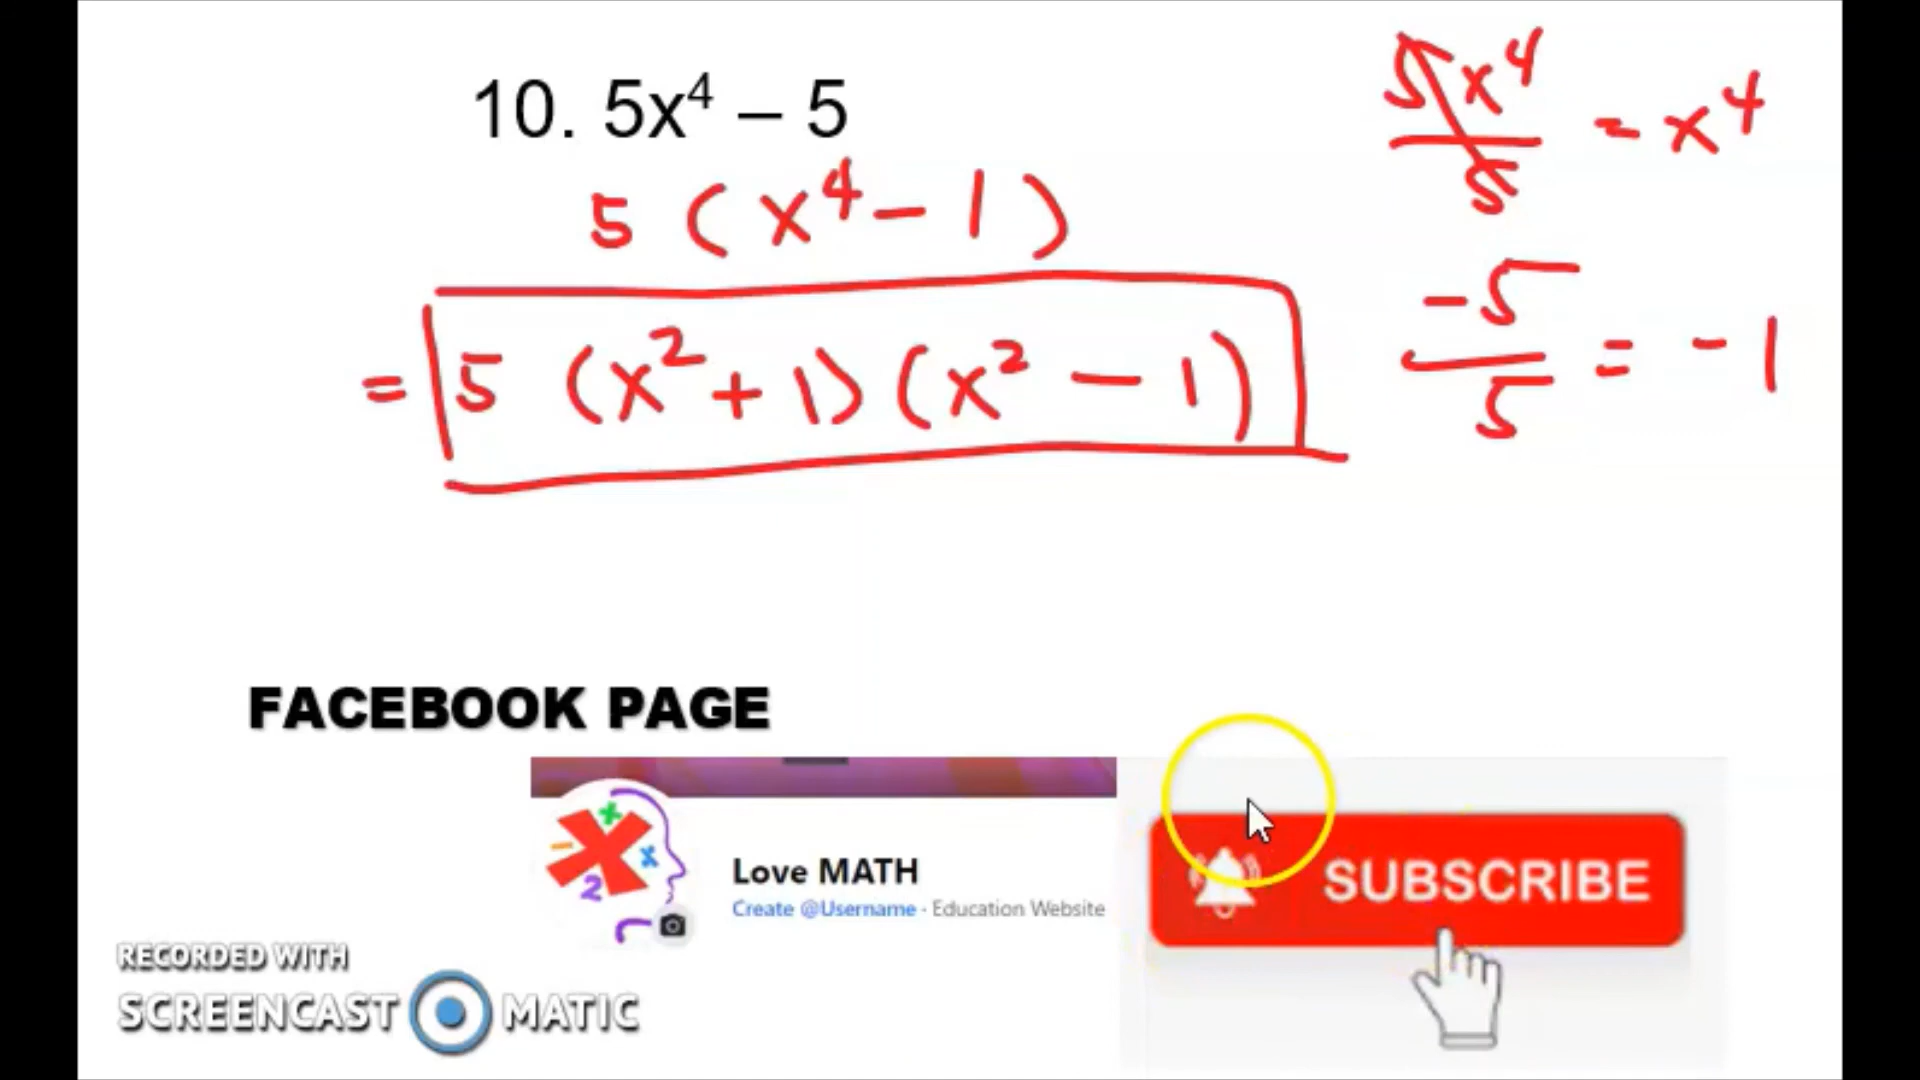 10. 5x⁴ – 5
5 (x⁴ - 1)
= 5 (x² + 1) (x² - 1)
5x⁴/5 = x⁴
-5/5 = -1
FACEBOOK PAGE
Love MATH
Create @Username · Education Website
SUBSCRIBE
RECORDED WITH
SCREENCAST MATIC